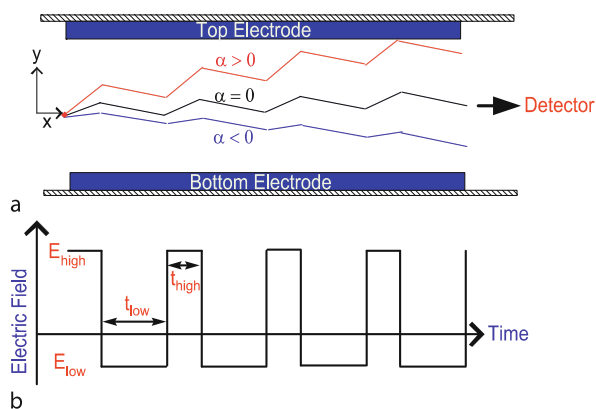 Top Electrode
y
α > 0
α = 0
x
Detector
α < 0
Bottom Electrode
a
E_high
t_high
t_low
Electric Field
Time
E_low
b